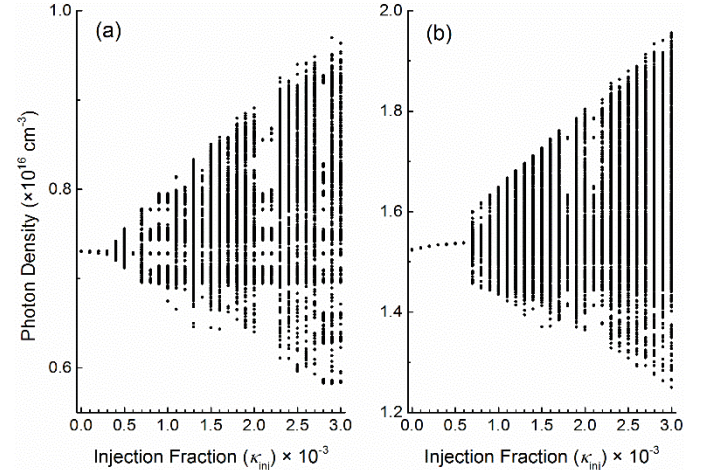 (a)
(b)
Photon Density (×10¹⁶ cm⁻³)
1.0
0.8
0.6
2.0
1.8
1.6
1.4
1.2
0.0 0.5 1.0 1.5 2.0 2.5 3.0
0.0 0.5 1.0 1.5 2.0 2.5 3.0
Injection Fraction (κinj) × 10⁻³
Injection Fraction (κinj) × 10⁻³